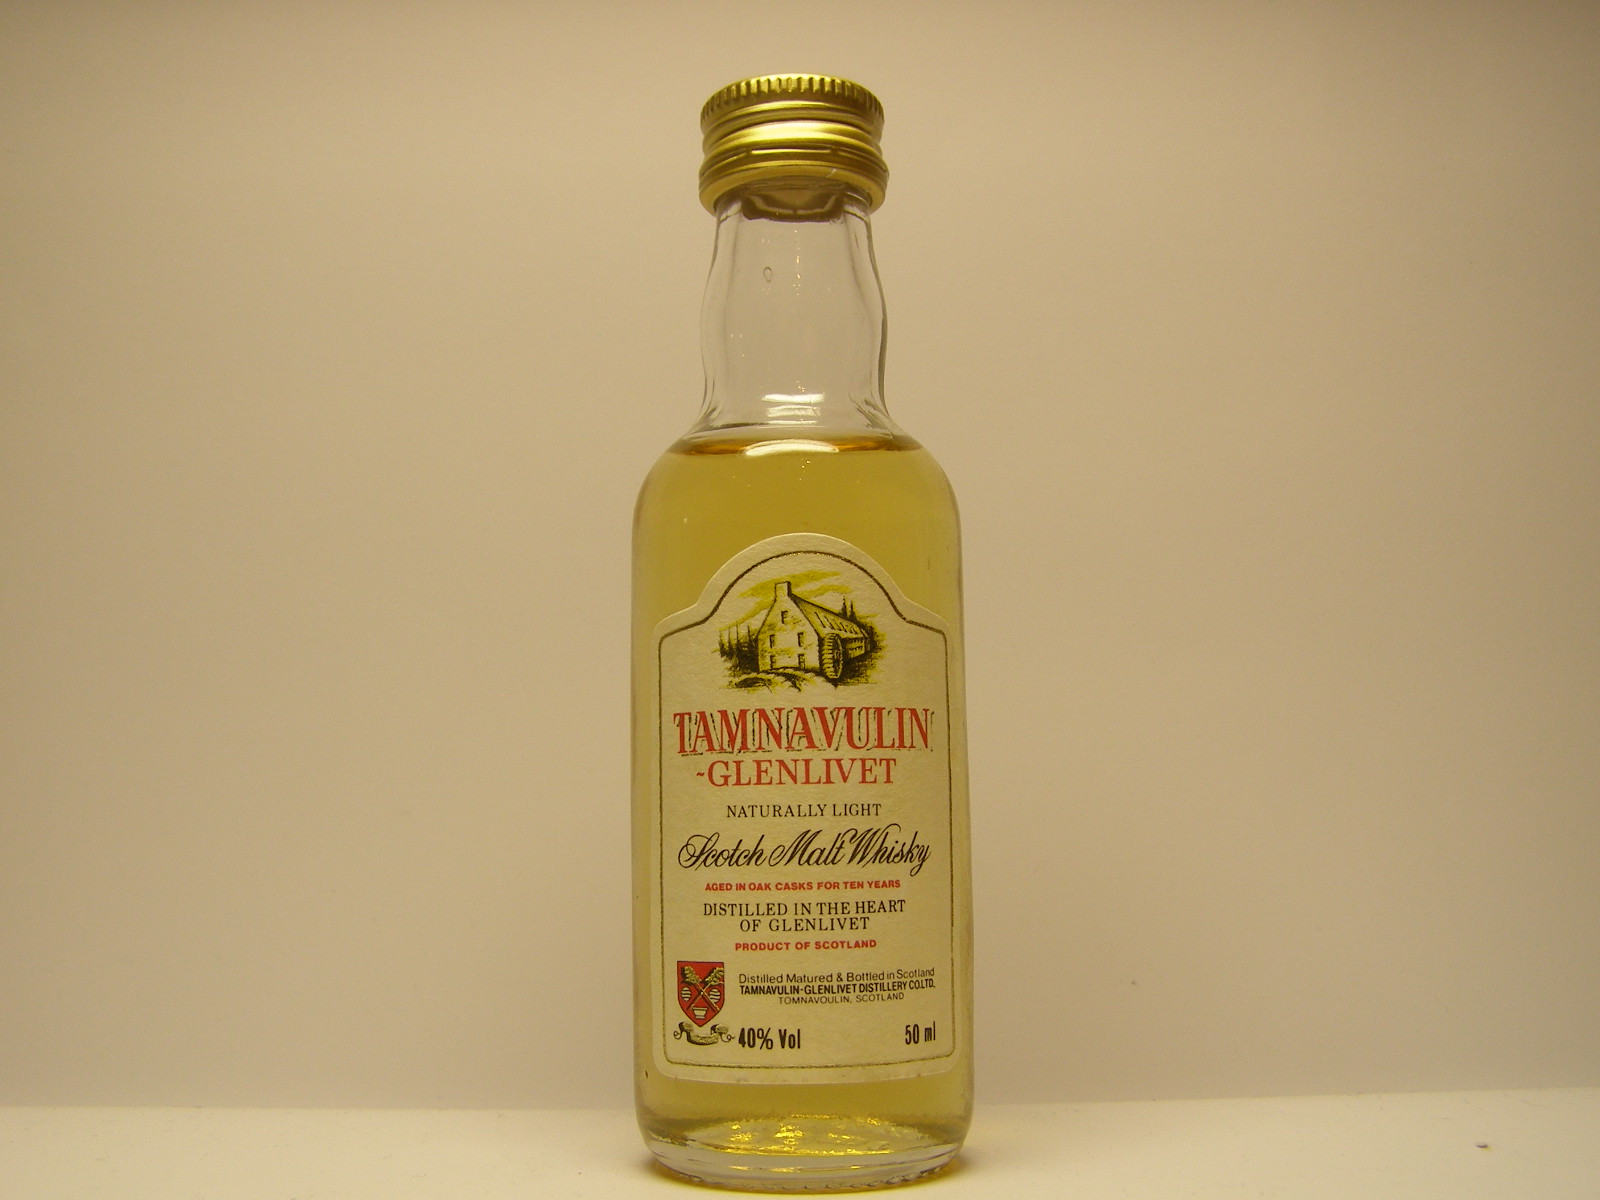 TAMNAVULIN
~GLENLIVET
NATURALLY LIGHT
Scotch Malt Whisky
AGED IN OAK CASKS FOR TEN YEARS
DISTILLED IN THE HEART
OF GLENLIVET
PRODUCT OF SCOTLAND
Distilled Matured & Bottled in Scotland
TAMNAVULIN-GLENLIVET DISTILLERY CO.LTD.
TOMNAVOULIN, SCOTLAND
40% Vol
50 ml